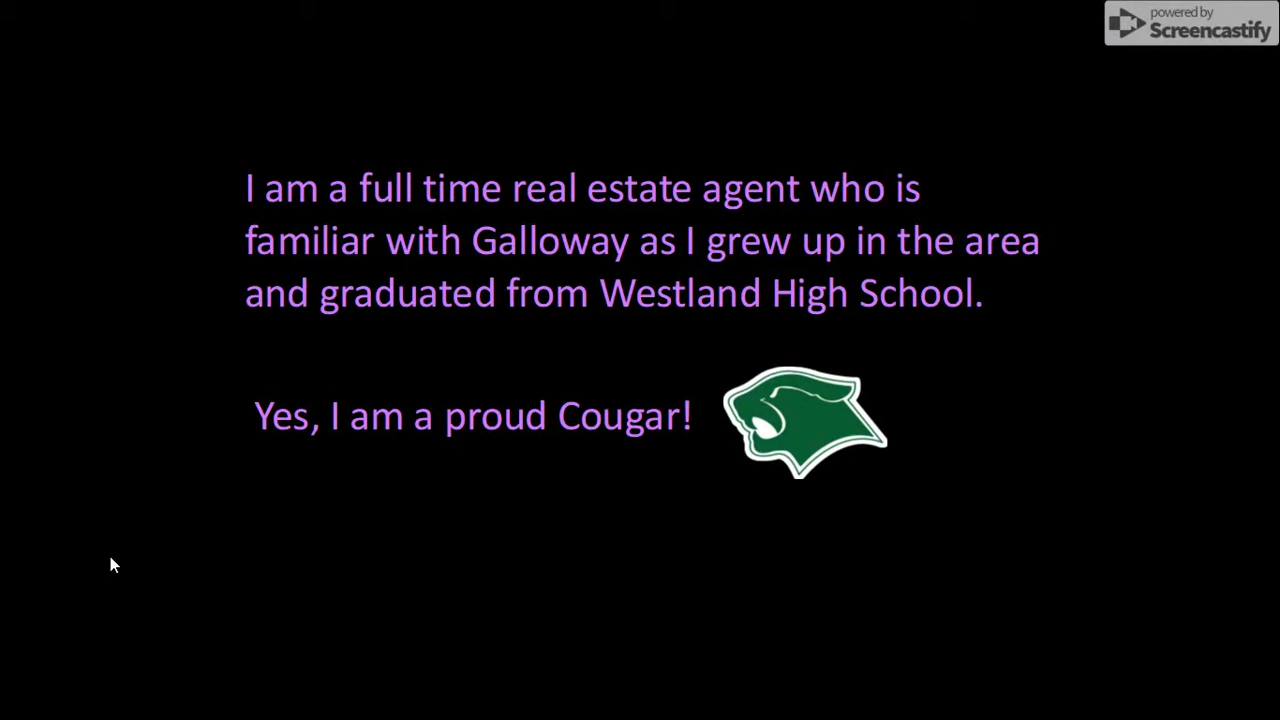 powered by
Screencastify
I am a full time real estate agent who is
familiar with Galloway as I grew up in the area
and graduated from Westland High School.
Yes, I am a proud Cougar!